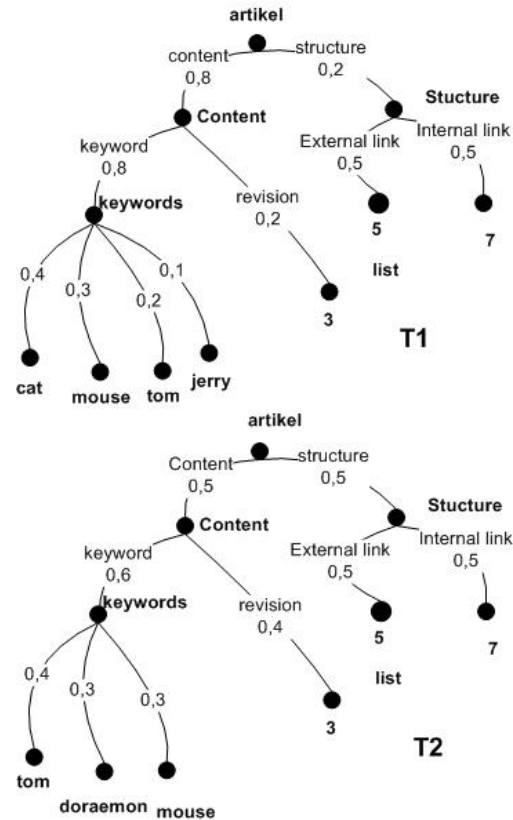 artikel
content structure
0,8 0,2
Content Stucture
keyword External link Internal link
0,8 0,5 0,5
revision
keywords 0,2
5 7
0,4 0,3 0,2 0,1
list
3
T1
cat mouse tom jerry
artikel
Content structure
0,5 0,5
Content Stucture
keyword External link Internal link
0,6 0,5 0,5
keywords revision
0,4
5 7
0,4 0,3 0,3
list
3
T2
tom
doraemon mouse